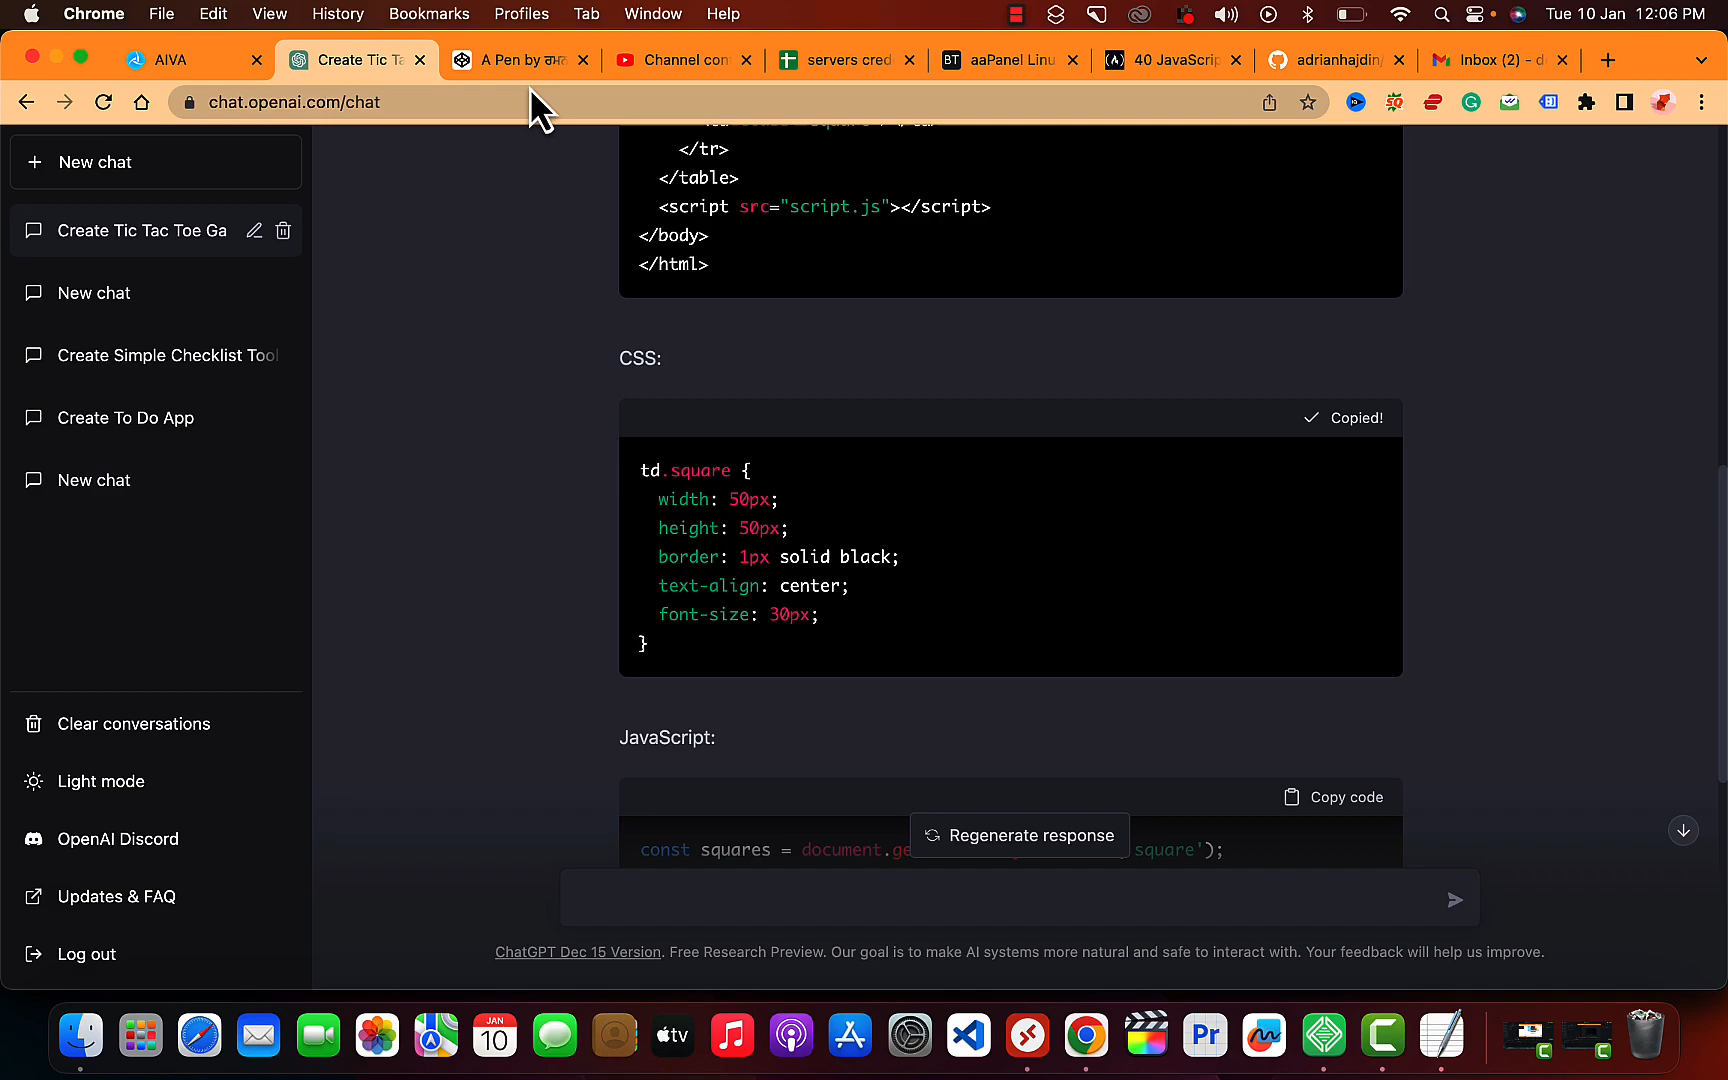 Chrome File Edit View History Bookmarks Profiles Tab Window Help Tue 10 Jan 12:06 PM
AIVA
Create Tic Ta
A Pen by
Channel con
servers cred
BT aaPanel Linu
(A) 40 JavaScrip
adrianhajdin/
Inbox (2) - d
chat.openai.com/chat
New chat
Create Tic Tac Toe Ga
New chat
Create Simple Checklist Tool
Create To Do App
New chat
Clear conversations
Light mode
OpenAI Discord
Updates & FAQ
Log out
</tr>
</table>
<script src="script.js"></script>
</body>
</html>
CSS:
Copied!
td.square {
width: 50px;
height: 50px;
border: 1px solid black;
text-align: center;
font-size: 30px;
}
JavaScript:
Copy code
const squares = document.ge square');
Regenerate response
ChatGPT Dec 15 Version. Free Research Preview. Our goal is to make AI systems more natural and safe to interact with. Your feedback will help us improve.
JAN
10
tv
Pr